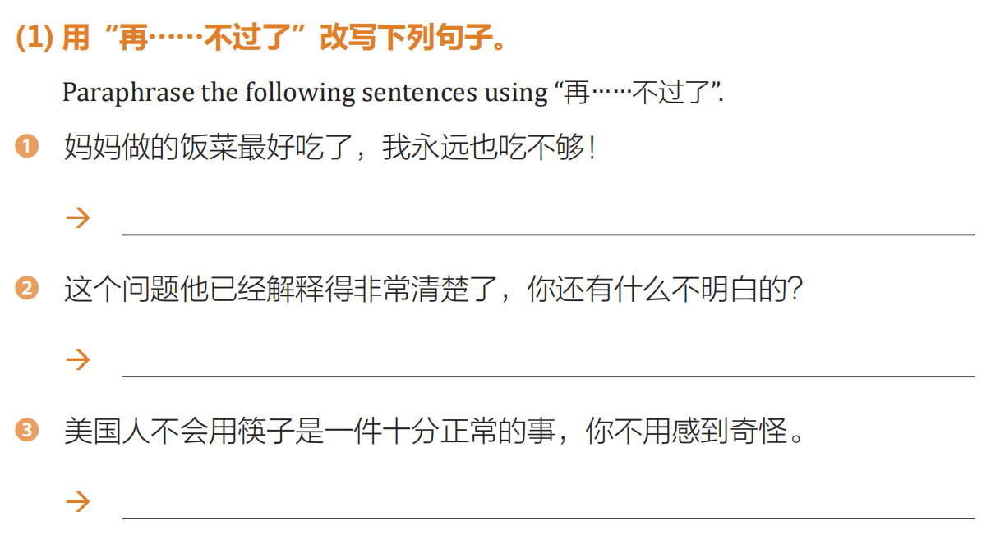 (1) 用“再……不过了”改写下列句子。
Paraphrase the following sentences using “再……不过了”.
1 妈妈做的饭菜最好吃了，我永远也吃不够！
→
2 这个问题他已经解释得非常清楚了，你还有什么不明白的？
→
3 美国人不会用筷子是一件十分正常的事，你不用感到奇怪。
→